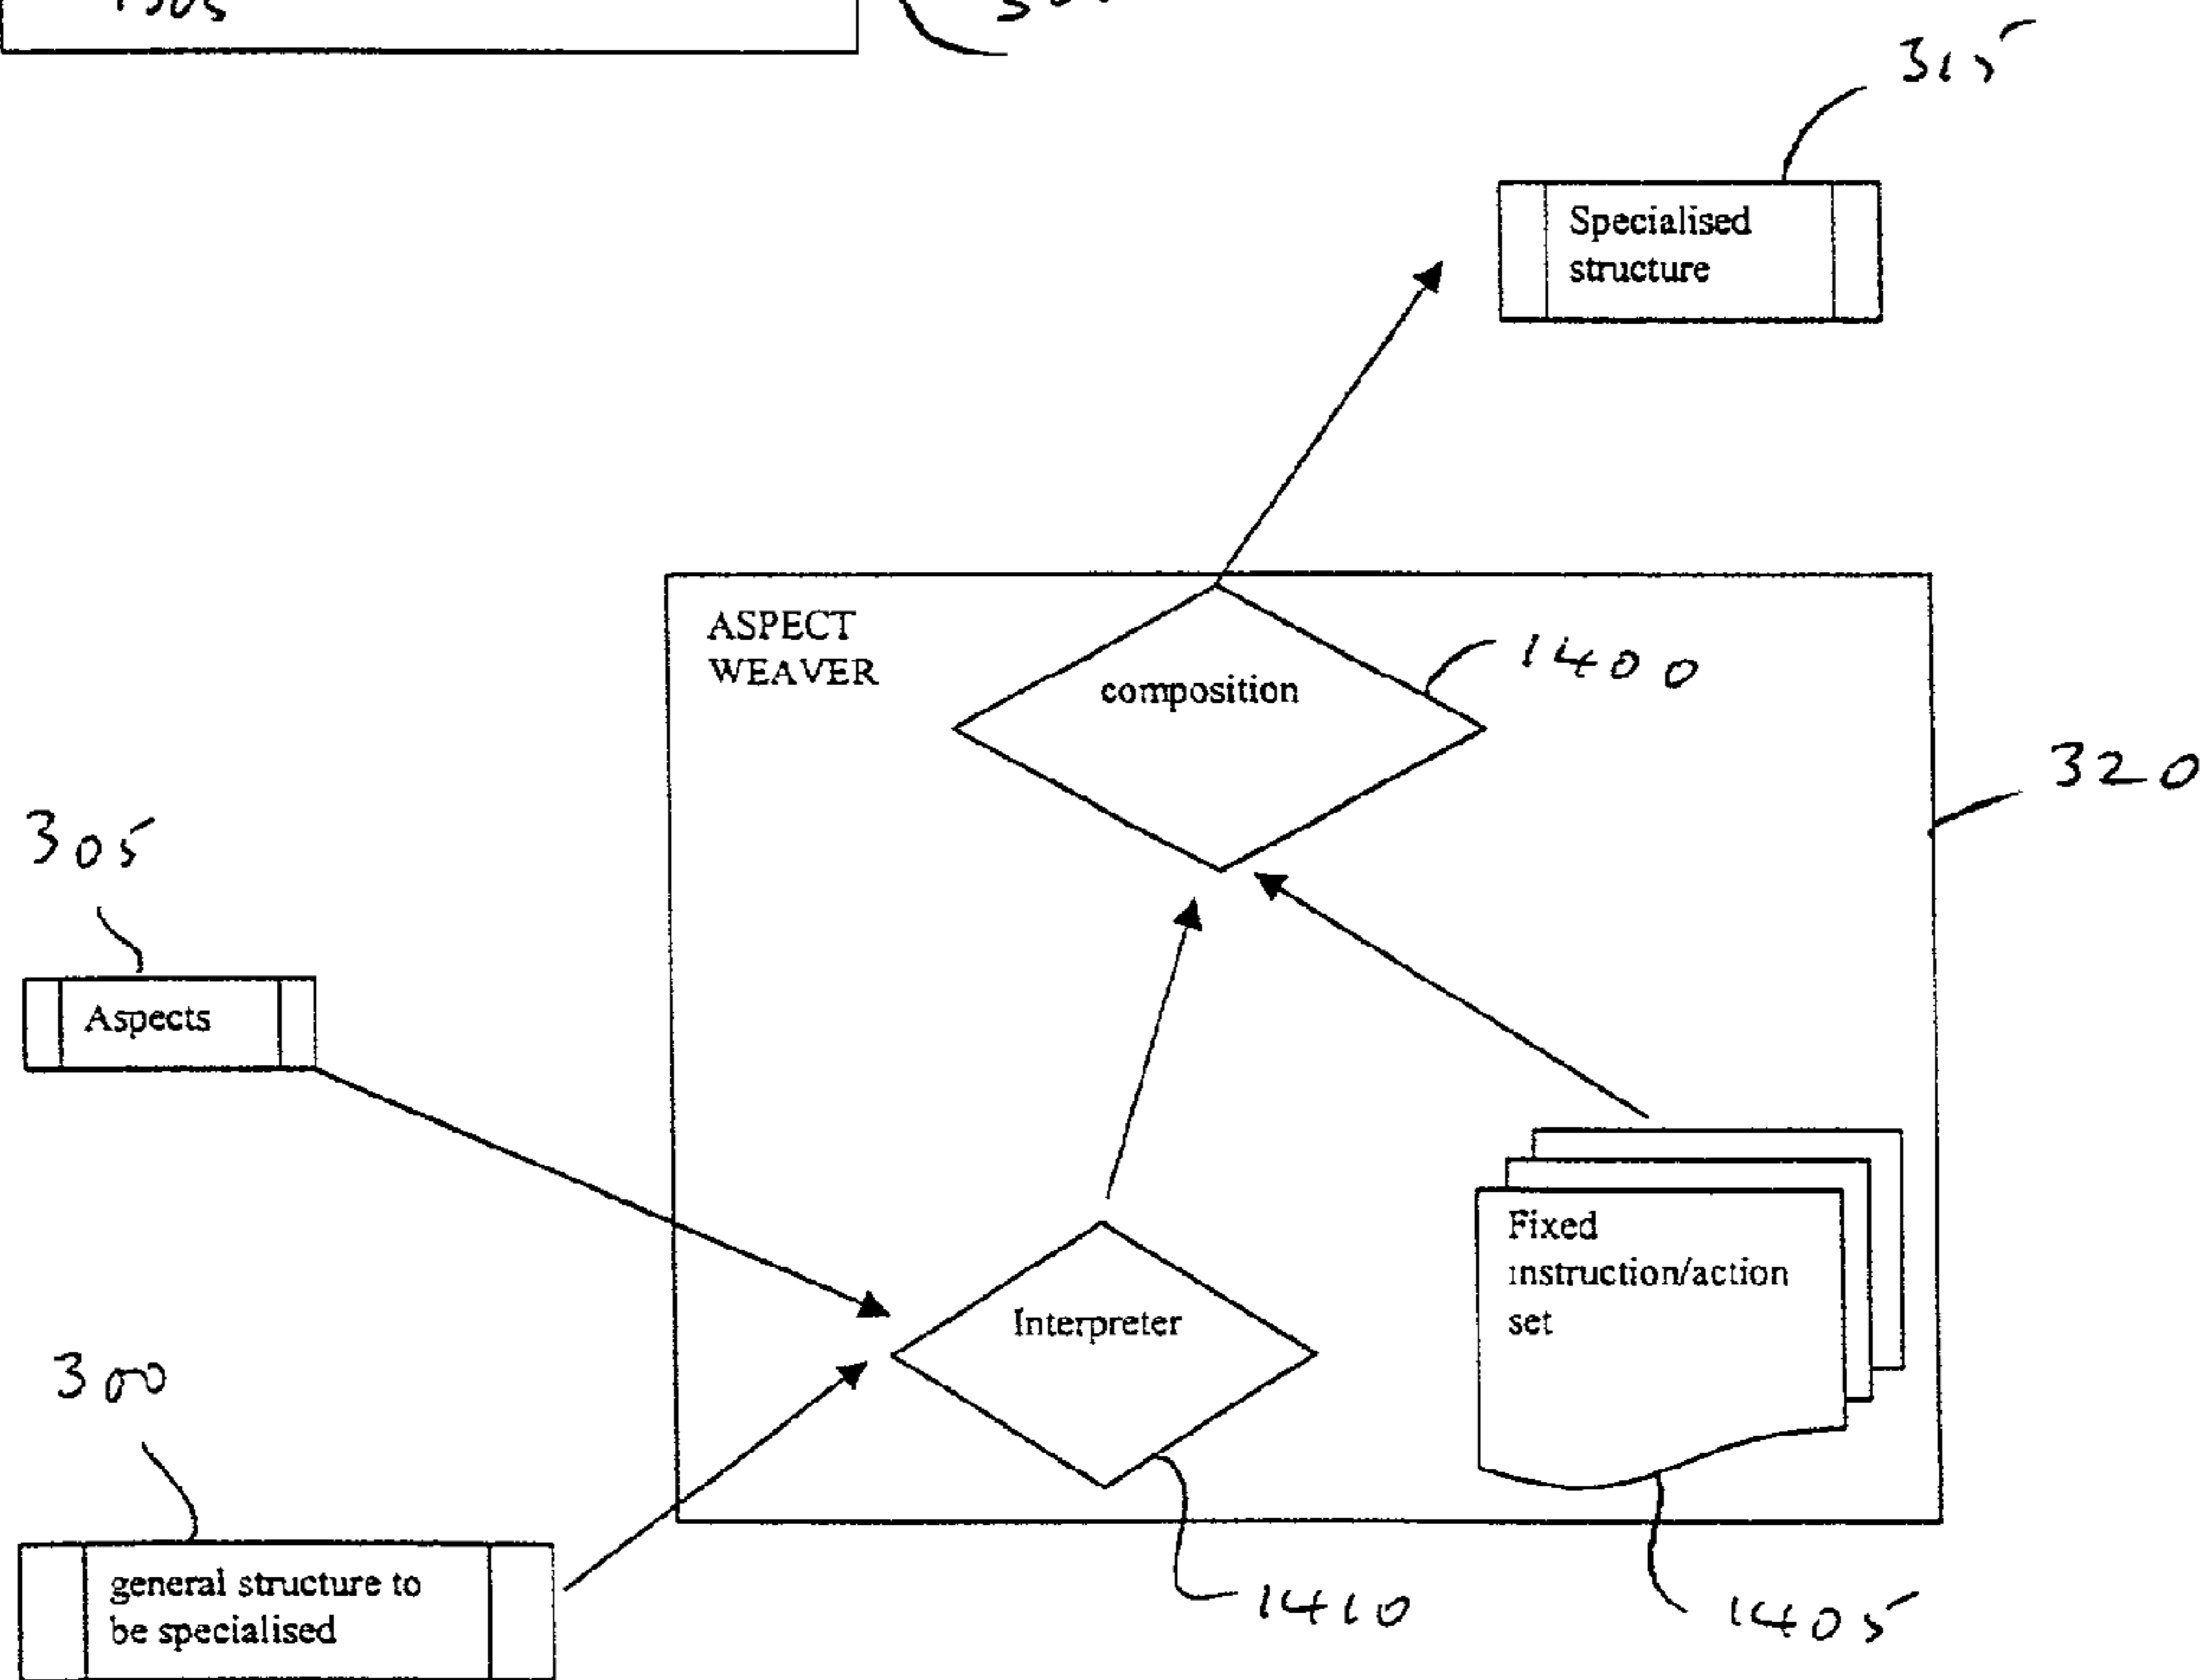 315
Specialised
structure
ASPECT
WEAVER
composition
1400
320
305
Aspects
Fixed
instruction/action
set
Interpreter
300
general structure to
be specialised
1410
1405